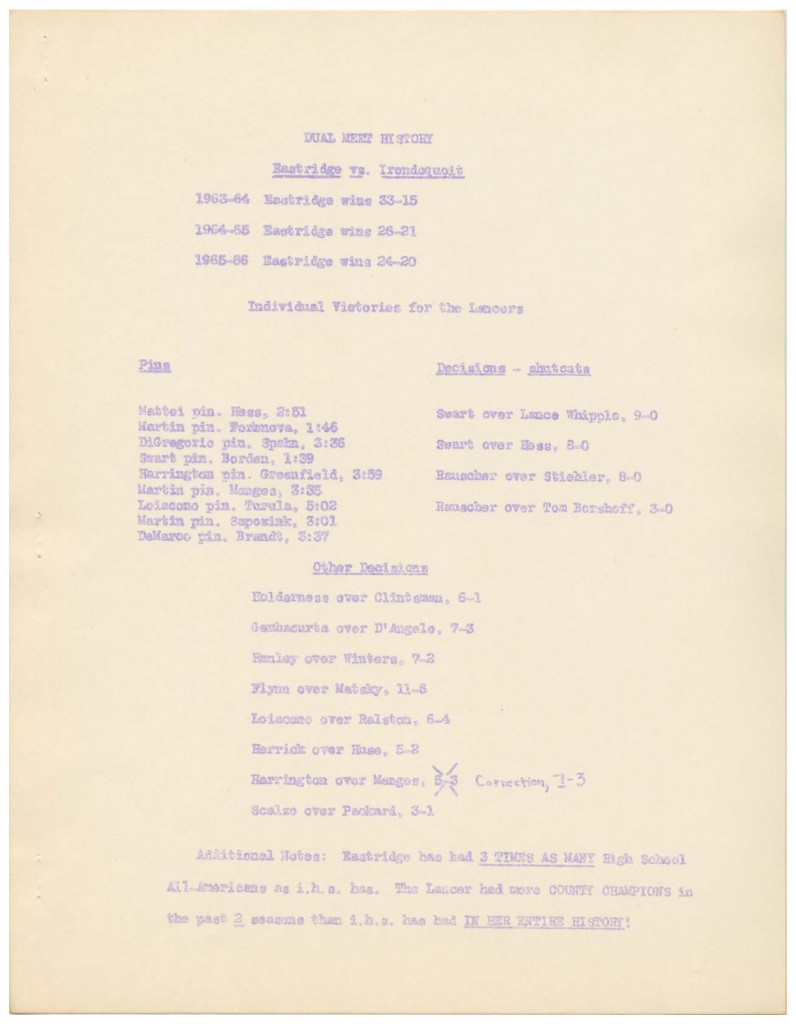 DUAL MEET HISTORY
Eastridge vs. Irondequoit
1963-64 Eastridge wins 33-15
1964-65 Eastridge wins 26-21
1965-66 Eastridge wins 24-20
Individual Victories for the Lancers
Pins
Mattei pin. Hess, 2:51
Martin pin. Fornnova, 1:46
DiGregorio pin. Spahn, 3:36
Swart pin. Borden, 1:39
Harrington pin. Greenfield, 3:59
Martin pin. Manges, 3:35
Loiacono pin. Turula, 5:02
Martin pin. Saposink, 3:01
DeMarco pin. Brandt, 3:37
Decisions - shutouts
Swart over Lance Whipple, 9-0
Swart over Hess, 8-0
Rauscher over Stiehler, 8-0
Rauscher over Tom Borshoff, 3-0
Other Decisions
Holderness over Clintsman, 6-1
Gambacurta over D'Angelo, 7-3
Hanley over Winters, 7-2
Flynn over Matsky, 11-8
Loiacono over Ralston, 6-4
Herrick over Huse, 5-2
Harrington over Manges, 5-3 Correction, 7-3
Scalzo over Packard, 3-1
Additional Notes: Eastridge has had 3 TIMES AS MANY High School
All-Americans as i.h.s. has. The Lancer had more COUNTY CHAMPIONS in
the past 2 seasons than i.h.s. has had IN HER ENTIRE HISTORY!